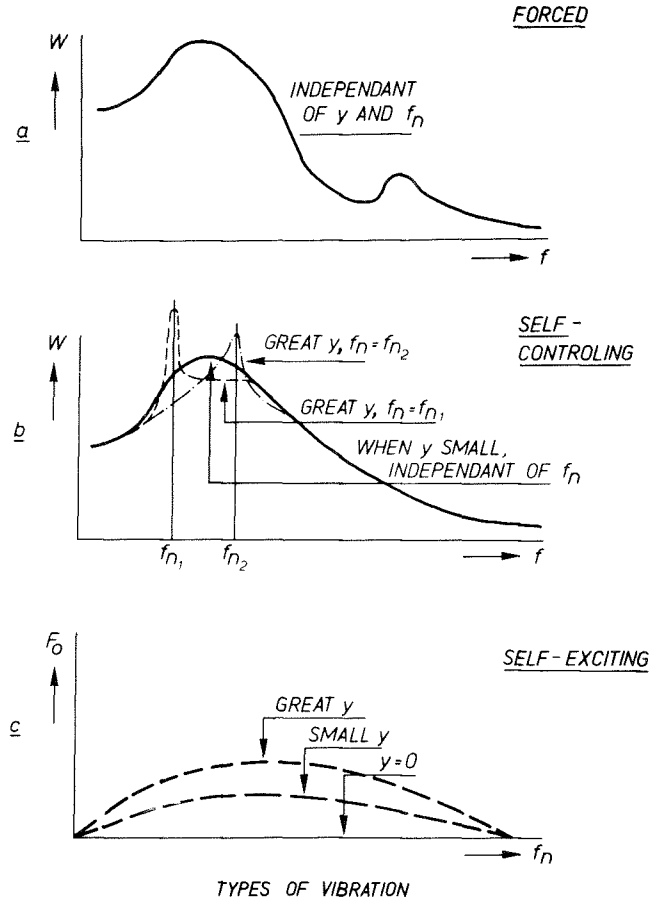 FORCED
W
INDEPENDANT
OF y AND fn
a
f
SELF-
CONTROLING
W
GREAT y, fn = fn2
GREAT y, fn = fn1
b
WHEN y SMALL,
INDEPENDANT OF fn
fn1
fn2
f
Fo
SELF-EXCITING
GREAT y
c
SMALL y
y=0
fn
TYPES OF VIBRATION